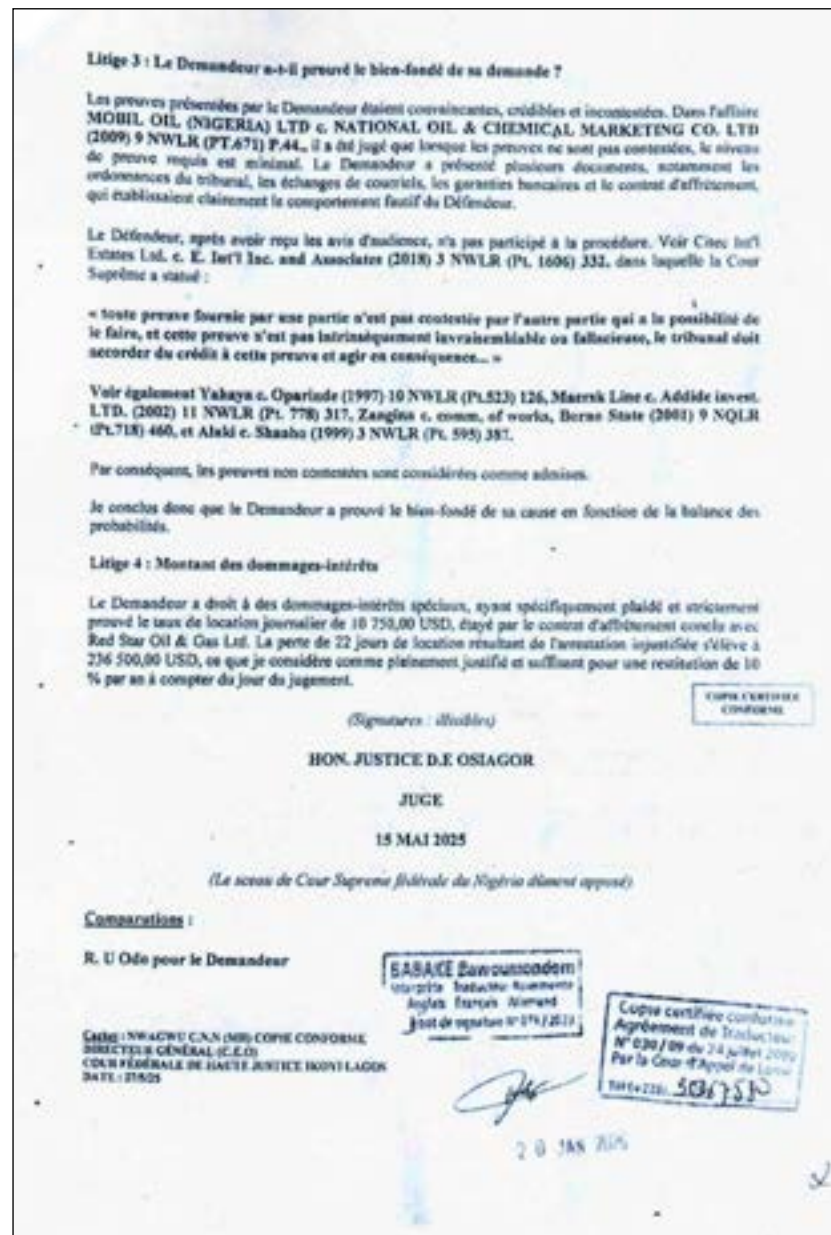 Litige 3 : Le Demandeur a-t-il prouvé le bien-fondé de sa demande ?
Les preuves présentées par le Demandeur étaient convaincantes, crédibles et incontestées. Dans l'affaire
MOBIL OIL (NIGERIA) LTD c. NATIONAL OIL & CHEMICAL MARKETING CO. LTD
(2009) 9 NWLR (PT.671) P.44., il a été jugé que lorsque les preuves ne sont pas contestées, le niveau
de preuve requis est minimal. Le Demandeur a présenté plusieurs documents, notamment les
ordonnances du tribunal, les échanges de courriels, les garanties bancaires et le contrat d'affrètement,
qui établissaient clairement le comportement fautif du Défendeur.
Le Défendeur, après avoir reçu les avis d'audience, n'a pas participé à la procédure. Voir Citec Int'l
Estates Ltd. c. E. Int'l Inc. and Associates (2018) 3 NWLR (Pt. 1606) 332, dans laquelle la Cour
Suprême a statué :
« toute preuve fournie par une partie n'est pas contestée par l'autre partie qui a la possibilité de
le faire, et cette preuve n'est pas intrinsèquement invraisemblable ou fallacieuse, le tribunal doit
accorder du crédit à cette preuve et agir en conséquence... »
Voir également Yahaya c. Oparinde (1997) 10 NWLR (Pt.523) 126, Maersk Line c. Addide invest.
LTD. (2002) 11 NWLR (Pt. 778) 317, Zangina c. comm. of works, Borno State (2001) 9 NQLR
(Pt.718) 460, et Alaki c. Shaaho (1999) 3 NWLR (Pt. 595) 387.
Par conséquent, les preuves non contestées sont considérées comme admises.
Je conclus donc que le Demandeur a prouvé le bien-fondé de sa cause en fonction de la balance des
probabilités.
Litige 4 : Montant des dommages-intérêts
Le Demandeur a droit à des dommages-intérêts spéciaux, ayant spécifiquement plaidé et strictement
prouvé le taux de location journalier de 10 750,00 USD, étayé par le contrat d'affrètement conclu avec
Red Star Oil & Gas Ltd. La perte de 22 jours de location résultant de l'arrestation injustifiée s'élève à
236 500,00 USD, ce que je considère comme pleinement justifié et suffisant pour une restitution de 10
% par an à compter du jour du jugement.
COPIE CERTIFIEE
CONFORME
(Signatures : illisibles)
HON. JUSTICE D.E OSIAGOR
JUGE
15 MAI 2025
(Le sceau de Cour Supreme fédérale du Nigéria dûment apposé)
Comparutions :
R. U Odo pour le Demandeur
BABAKE Bawoumondom
Interprète Traducteur Assermenté
Anglais Français Allemand
de signature N°
Copie certifiée conforme
Agrément de Traducteur
N° 030/09 du 24 juillet 2009
Par la Cour d'Appel de Lomé
Cachet : NWAGWU C.N.N (MR) COPIE CONFORME
DIRECTEUR GÉNÉRAL (C.E.O)
COUR FÉDÉRALE DE HAUTE JUSTICE IKOYI LAGOS
DATE : 27/5/25
20 JAN